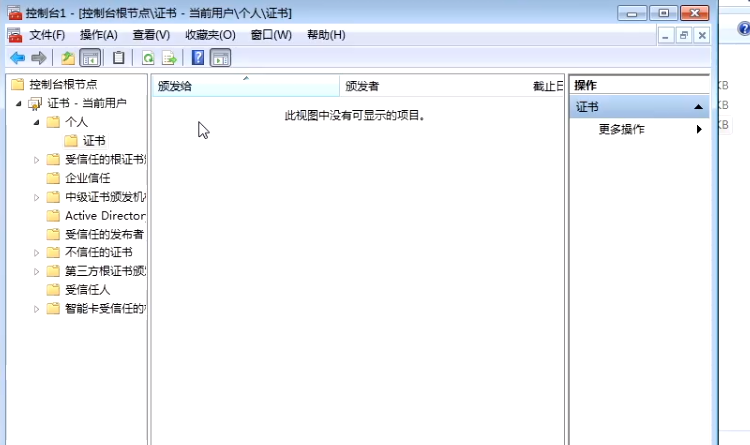 控制台1 - [控制台根节点\证书 - 当前用户\个人\证书]
文件(F) 操作(A) 查看(V) 收藏夹(O) 窗口(W) 帮助(H)
控制台根节点
证书 - 当前用户
个人
证书
受信任的根证书
企业信任
中级证书颁发机
Active Director
受信任的发布者
不信任的证书
第三方根证书颁
受信任人
智能卡受信任的
颁发给 颁发者 截止日
此视图中没有可显示的项目。
操作
证书
更多操作
KB
KB
KB